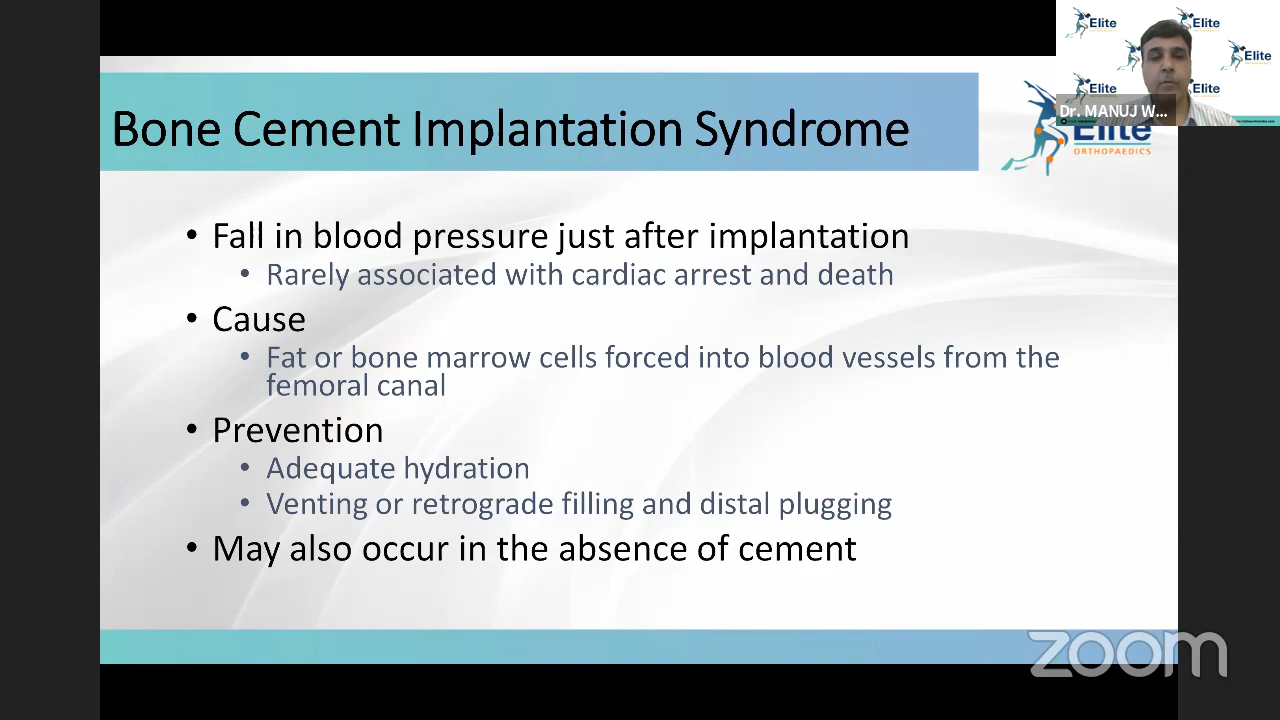 Bone Cement Implantation Syndrome
• Fall in blood pressure just after implantation
• Rarely associated with cardiac arrest and death
• Cause
• Fat or bone marrow cells forced into blood vessels from the
femoral canal
• Prevention
• Adequate hydration
• Venting or retrograde filling and distal plugging
• May also occur in the absence of cement
Elite
ORTHOPAEDICS
Elite
Elite
Elite
Elite
Elite
Dr. MANUJ W...
zoom